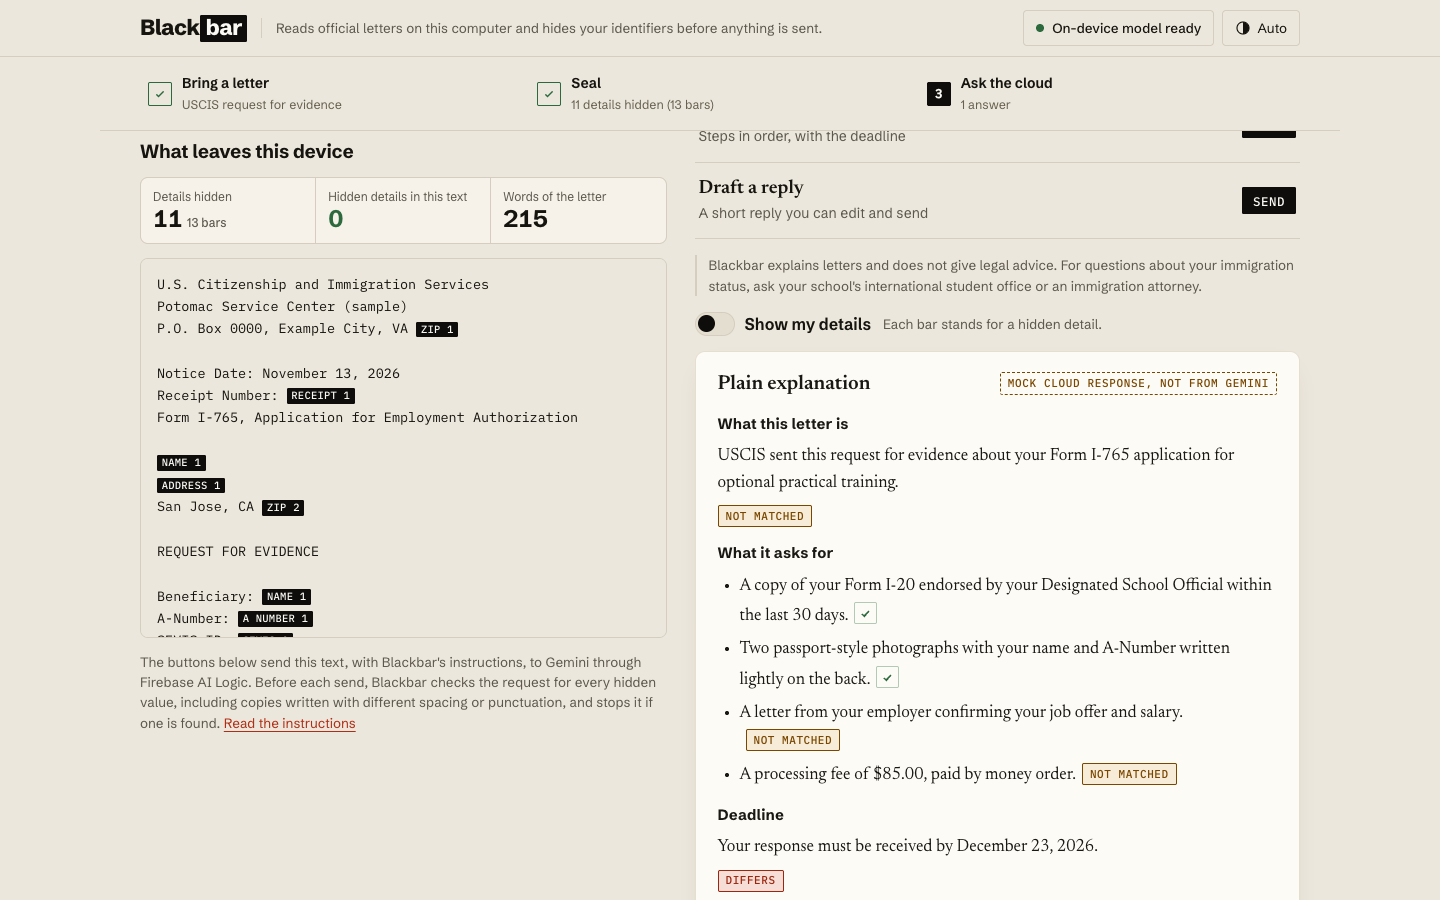 Blackbar
Reads official letters on this computer and hides your identifiers before anything is sent.
On-device model ready
Auto
Bring a letter
USCIS request for evidence
Seal
11 details hidden (13 bars)
3
Ask the cloud
1 answer
What leaves this device
Details hidden
11 13 bars
Hidden details in this text
0
Words of the letter
215
U.S. Citizenship and Immigration Services
Potomac Service Center (sample)
P.O. Box 0000, Example City, VA ZIP 1
Notice Date: November 13, 2026
Receipt Number: RECEIPT 1
Form I-765, Application for Employment Authorization
NAME 1
ADDRESS 1
San Jose, CA ZIP 2
REQUEST FOR EVIDENCE
Beneficiary: NAME 1
A-Number: A NUMBER 1
The buttons below send this text, with Blackbar's instructions, to Gemini through
Firebase AI Logic. Before each send, Blackbar checks the request for every hidden
value, including copies written with different spacing or punctuation, and stops it if
one is found. Read the instructions
Steps in order, with the deadline
Draft a reply
A short reply you can edit and send
SEND
Blackbar explains letters and does not give legal advice. For questions about your immigration
status, ask your school's international student office or an immigration attorney.
Show my details
Each bar stands for a hidden detail.
Plain explanation
MOCK CLOUD RESPONSE, NOT FROM GEMINI
What this letter is
USCIS sent this request for evidence about your Form I-765 application for
optional practical training.
NOT MATCHED
What it asks for
• A copy of your Form I-20 endorsed by your Designated School Official within
the last 30 days.
• Two passport-style photographs with your name and A-Number written
lightly on the back.
• A letter from your employer confirming your job offer and salary.
NOT MATCHED
• A processing fee of $85.00, paid by money order. NOT MATCHED
Deadline
Your response must be received by December 23, 2026.
DIFFERS